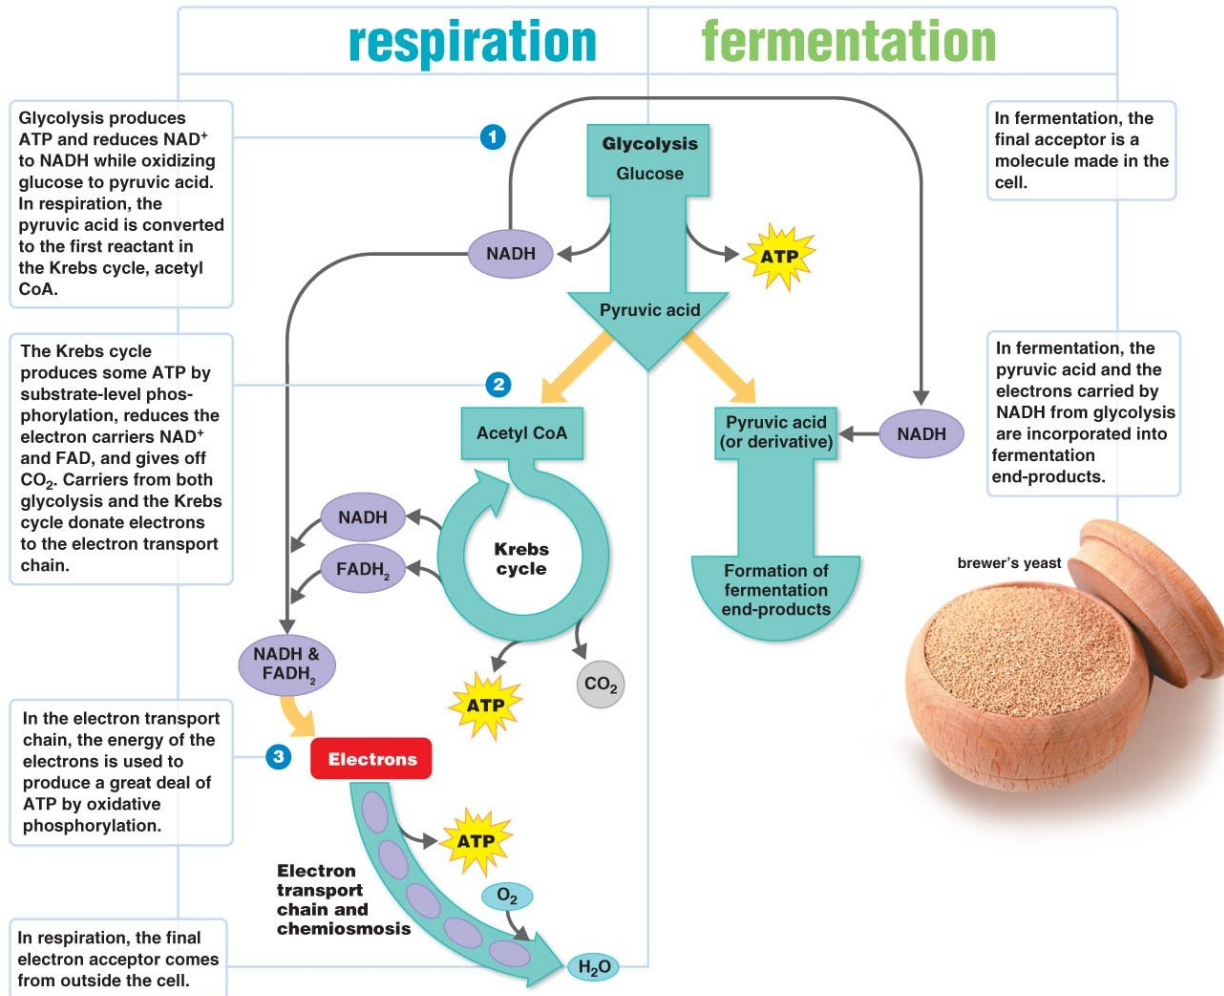 respiration
fermentation
Glycolysis produces
ATP and reduces NAD⁺
to NADH while oxidizing
glucose to pyruvic acid.
In respiration, the
pyruvic acid is converted
to the first reactant in
the Krebs cycle, acetyl
CoA.
1
Glycolysis
Glucose
NADH
ATP
Pyruvic acid
In fermentation, the
final acceptor is a
molecule made in the
cell.
The Krebs cycle
produces some ATP by
substrate-level phos-
phorylation, reduces the
electron carriers NAD⁺
and FAD, and gives off
CO₂. Carriers from both
glycolysis and the Krebs
cycle donate electrons
to the electron transport
chain.
2
Acetyl CoA
NADH
FADH₂
Krebs
cycle
NADH &
FADH₂
ATP
CO₂
Pyruvic acid
(or derivative)
NADH
Formation of
fermentation
end-products
In fermentation, the
pyruvic acid and the
electrons carried by
NADH from glycolysis
are incorporated into
fermentation
end-products.
brewer's yeast
In the electron transport
chain, the energy of the
electrons is used to
produce a great deal of
ATP by oxidative
phosphorylation.
3
Electrons
ATP
Electron
transport
chain and
chemiosmosis
O₂
H₂O
In respiration, the final
electron acceptor comes
from outside the cell.